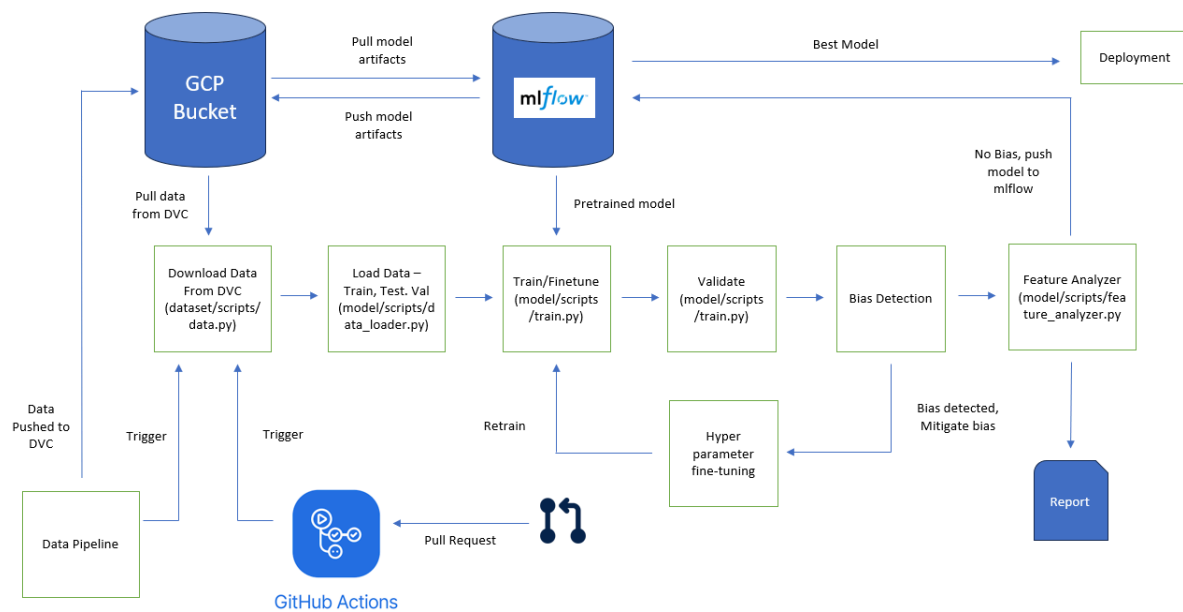 GCP
Bucket
Pull model
artifacts
Push model
artifacts
mlflow
Best Model
Deployment
No Bias, push
model to
mlflow
Pull data
from DVC
Pretrained model
Download Data
From DVC
(dataset/scripts/
data.py)
Load Data –
Train, Test. Val
(model/scripts/d
ata_loader.py)
Train/Finetune
(model/scripts
/train.py)
Validate
(model/scripts
/train.py)
Bias Detection
Feature Analyzer
(model/scripts/fea
ture_analyzer.py
Data
Pushed to
DVC
Trigger
Trigger
Retrain
Hyper
parameter
fine-tuning
Bias detected,
Mitigate bias
Report
Data Pipeline
Pull Request
GitHub Actions